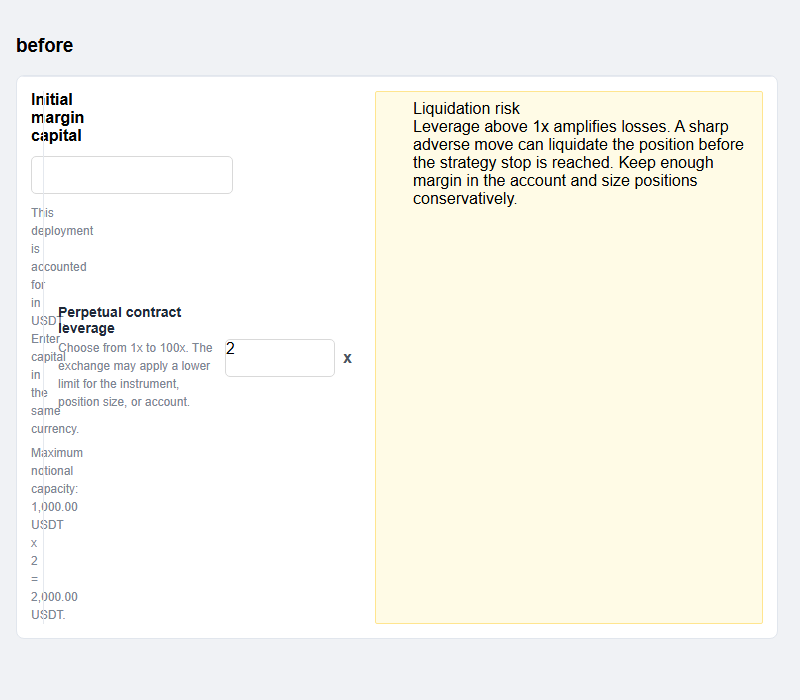 before
Initial
margin
capital
This
deployment
is
accounted
for
in
USDT.
Enter
capital
in
the
same
currency.
Maximum
notional
capacity:
1,000.00
USDT
x
2
=
2,000.00
USDT.
Perpetual contract
leverage
Choose from 1x to 100x. The
exchange may apply a lower
limit for the instrument,
position size, or account.
2
x
Liquidation risk
Leverage above 1x amplifies losses. A sharp
adverse move can liquidate the position before
the strategy stop is reached. Keep enough
margin in the account and size positions
conservatively.